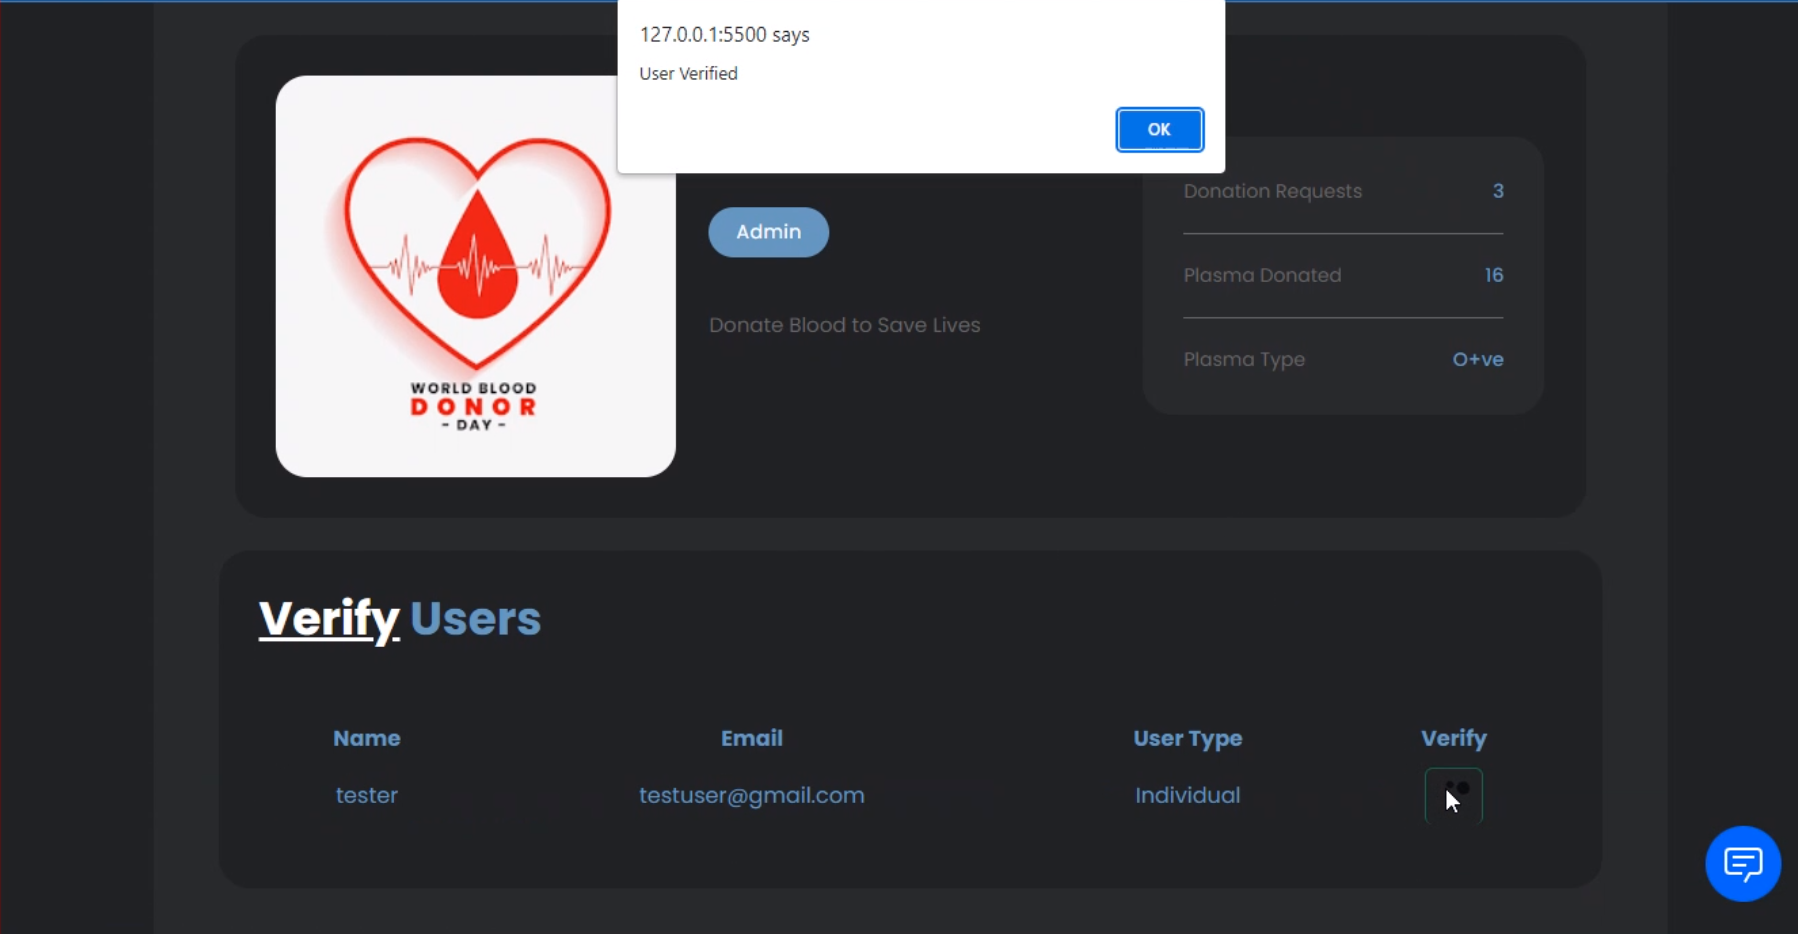 127.0.0.1:5500 says
User Verified
OK
WORLD BLOOD
DONOR
- DAY -
Admin
Donate Blood to Save Lives
Donation Requests 3
Plasma Donated 16
Plasma Type O+ve
Verify Users
Name Email User Type Verify
tester testuser@gmail.com Individual